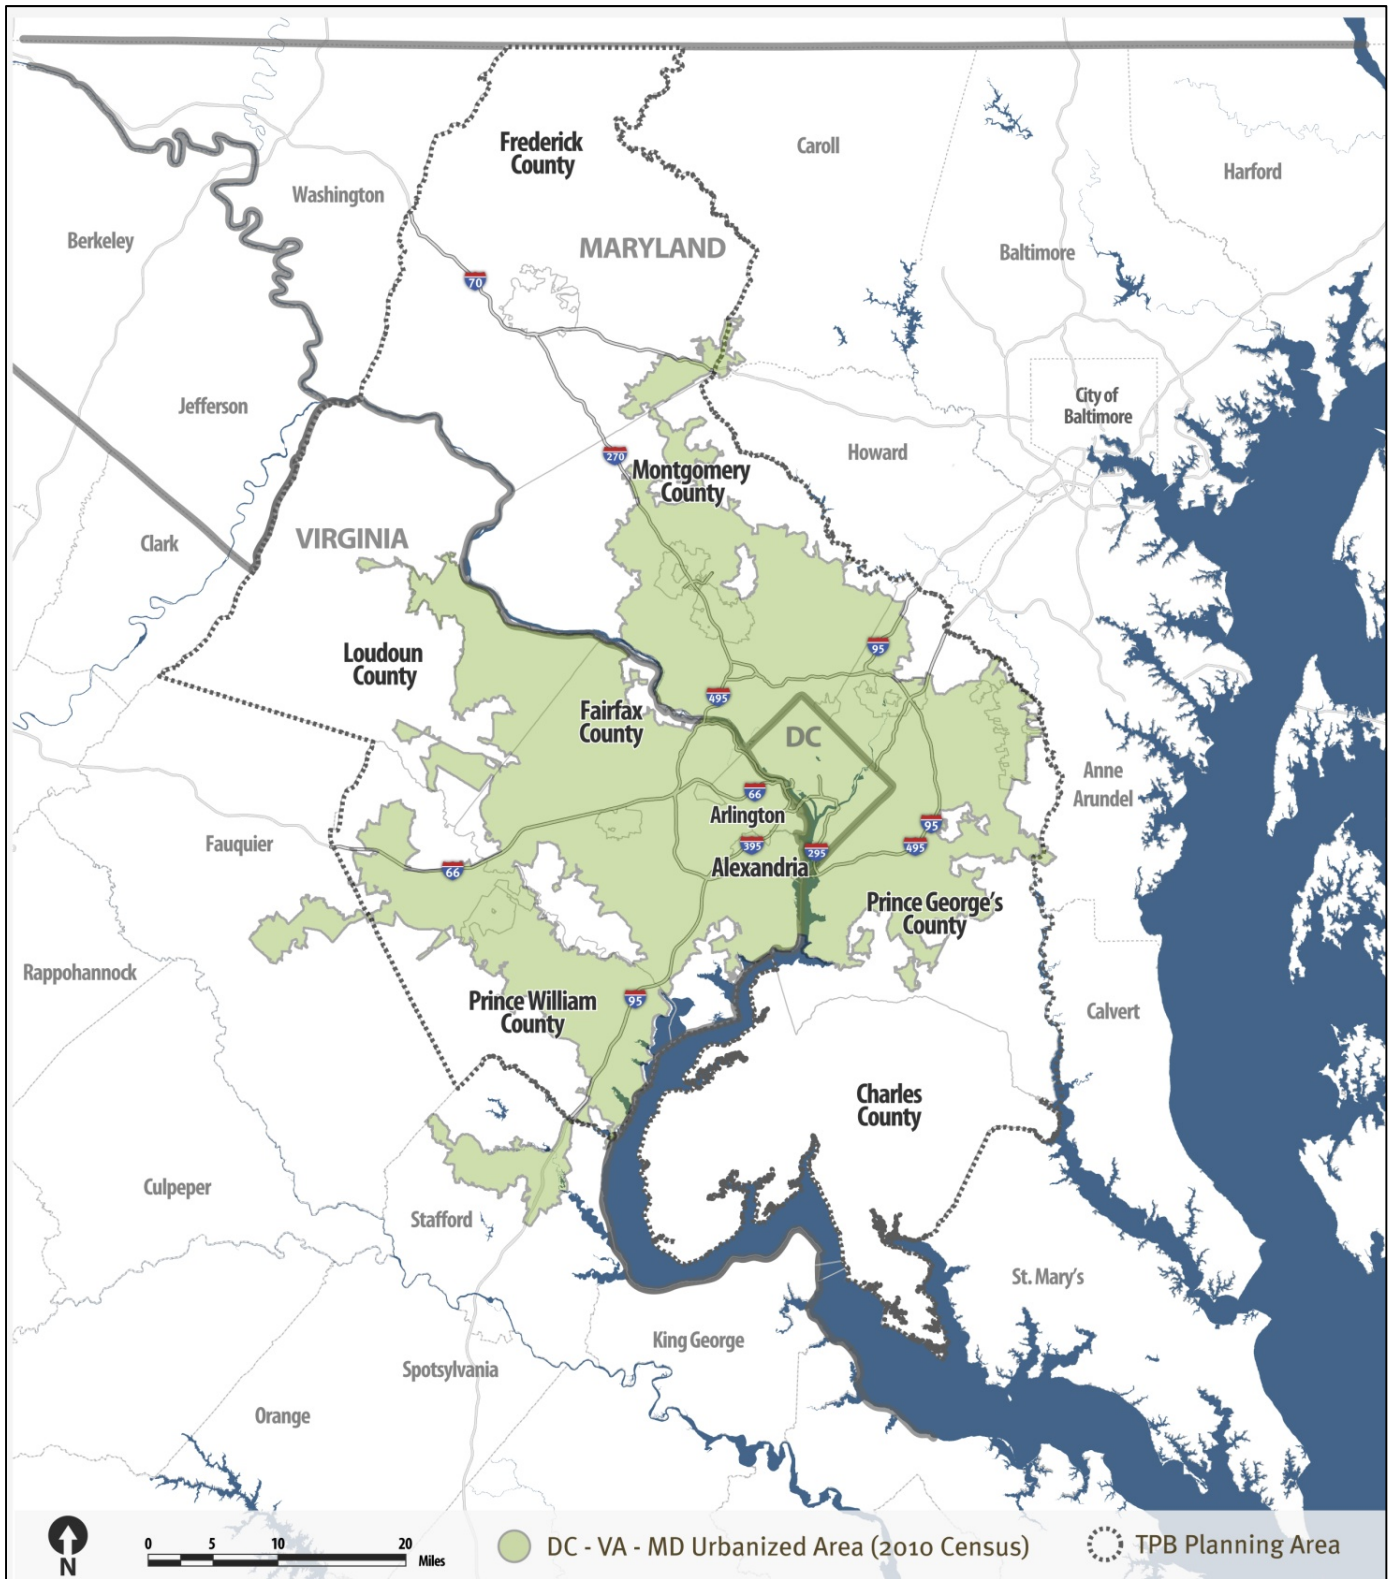 Frederick
County
Caroll
Harford
Washington
Berkeley
MARYLAND
Baltimore
70
Jefferson
City of
Baltimore
270
Montgomery
County
Howard
Clark
VIRGINIA
Loudoun
County
95
495
Fairfax
County
DC
Anne
Arundel
66
Arlington
395
Alexandria
295
95
495
Fauquier
66
Prince George's
County
Rappohannock
Prince William
County
95
Calvert
Charles
County
Culpeper
Stafford
St. Mary's
King George
Spotsylvania
Orange
N
0 5 10 20
Miles
DC - VA - MD Urbanized Area (2010 Census)
TPB Planning Area